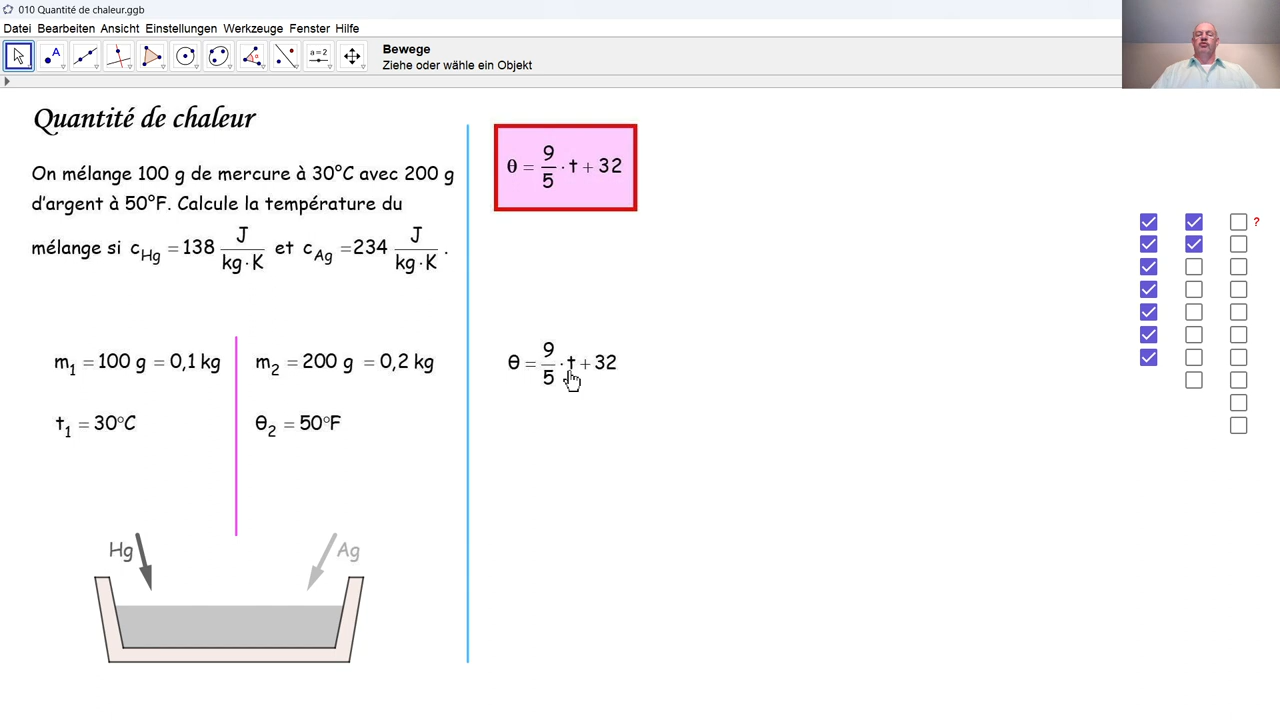 010 Quantité de chaleur.ggb
Datei Bearbeiten Ansicht Einstellungen Werkzeuge Fenster Hilfe
A
a=2
Bewege
Ziehe oder wähle ein Objekt
Quantité de chaleur
On mélange 100 g de mercure à 30°C avec 200 g
d'argent à 50°F. Calcule la température du
mélange si c_Hg = 138 J/(kg·K) et c_Ag = 234 J/(kg·K) .
m₁ = 100 g = 0,1 kg
m₂ = 200 g = 0,2 kg
t₁ = 30°C
θ₂ = 50°F
Hg
Ag
θ = 9/5 · t + 32
θ = 9/5 · t + 32
?